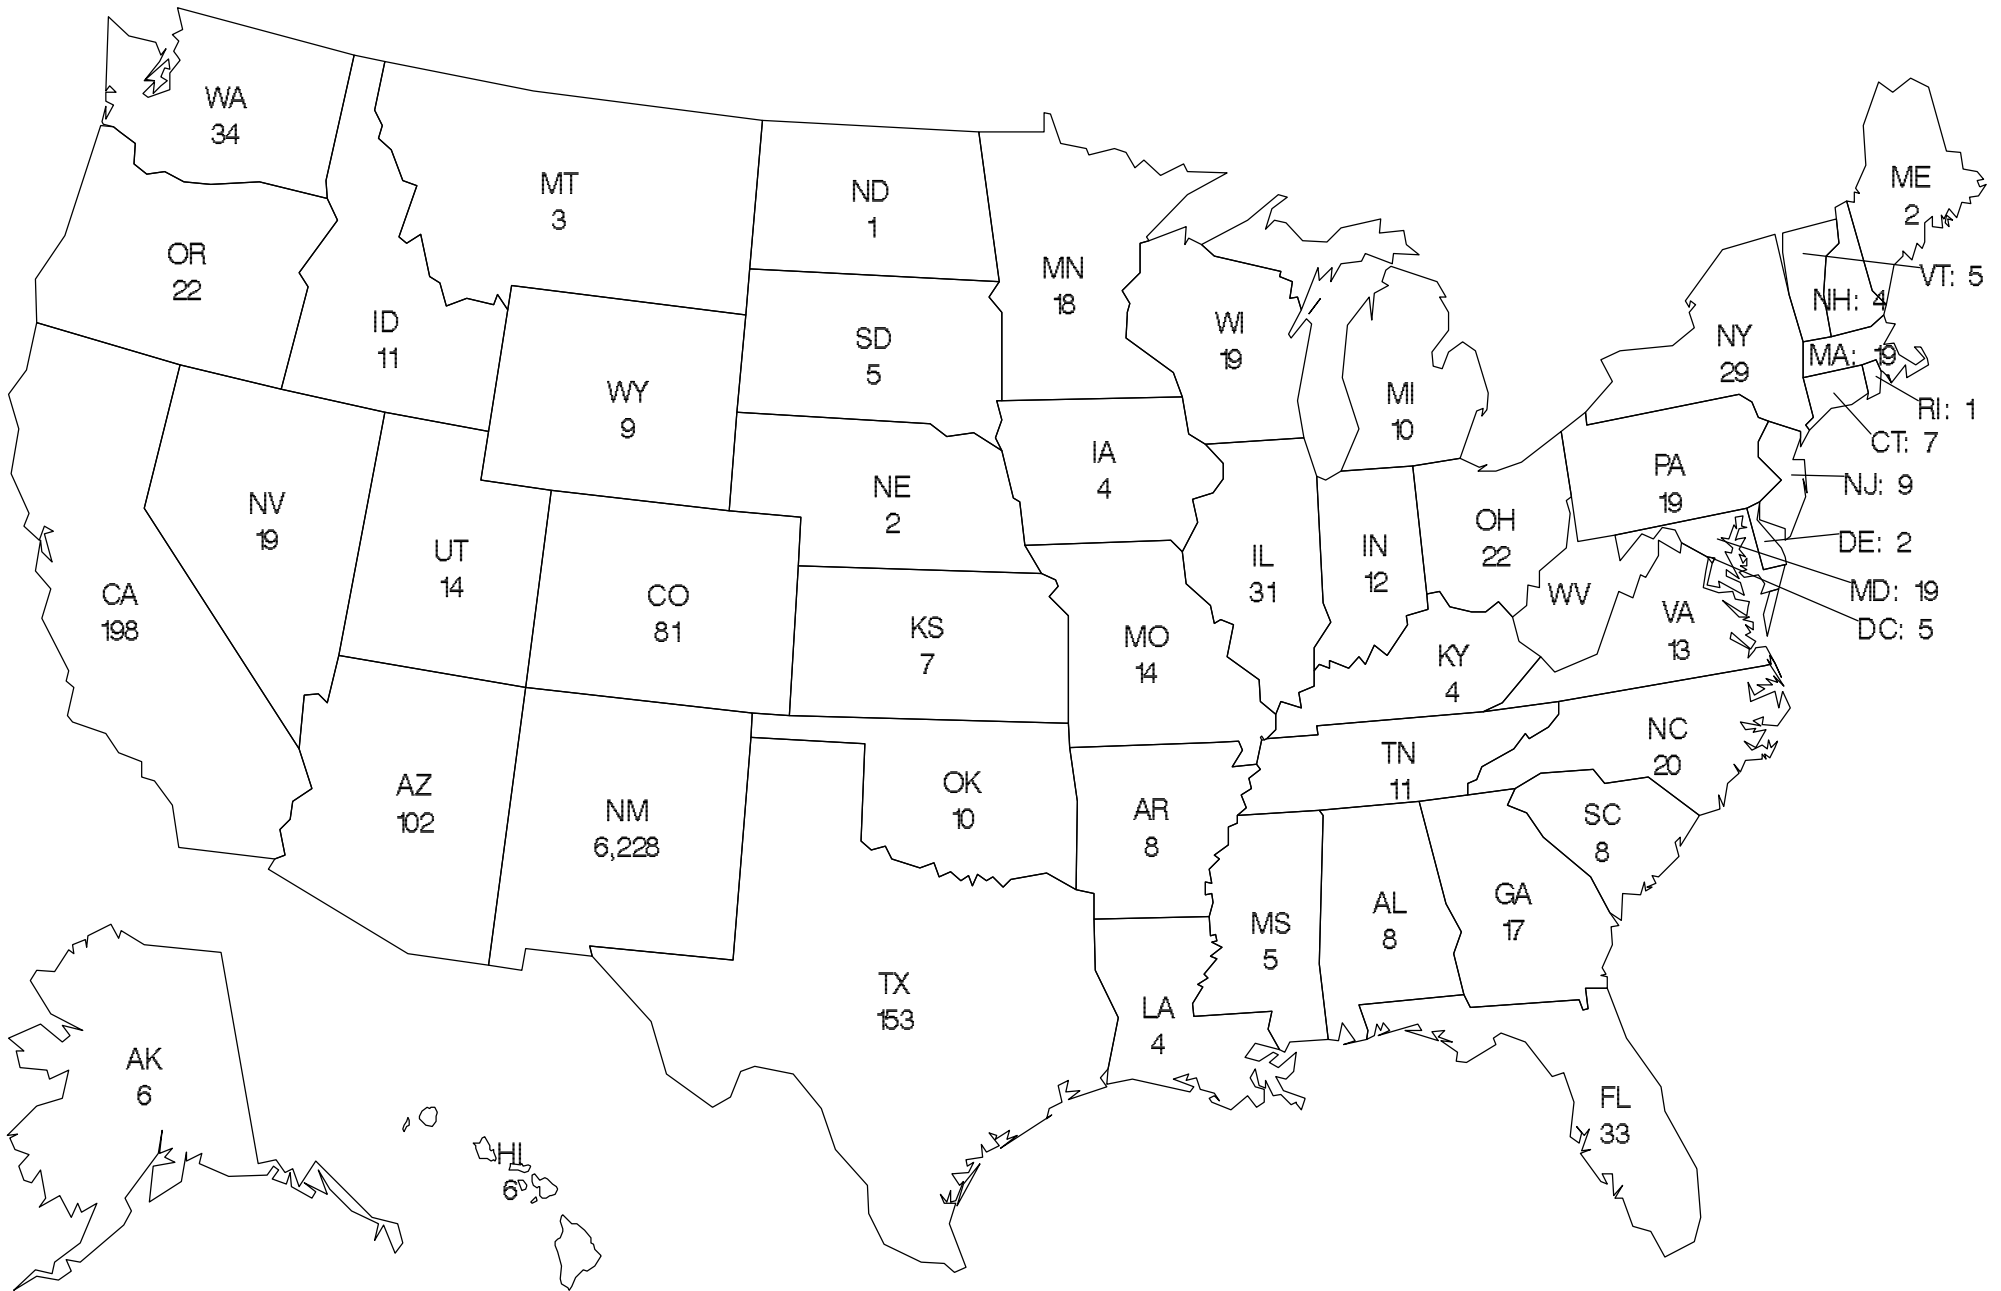 WA
34
MT
3
ND
1
ME
2
OR
22
MN
18
VT: 5
NH: 4
ID
11
WI
19
SD
5
NY
29
MA: 19
WY
9
MI
10
RI: 1
CT: 7
IA
4
PA
19
NJ: 9
NE
2
NV
19
OH
22
DE: 2
UT
14
IN
12
IL
31
CA
198
CO
81
WV
MD: 19
VA
13
DC: 5
KS
7
MO
14
KY
4
NC
20
TN
11
AZ
102
OK
10
NM
6,228
AR
8
SC
8
GA
17
AL
8
MS
5
TX
153
LA
4
AK
6
FL
33
HI
6